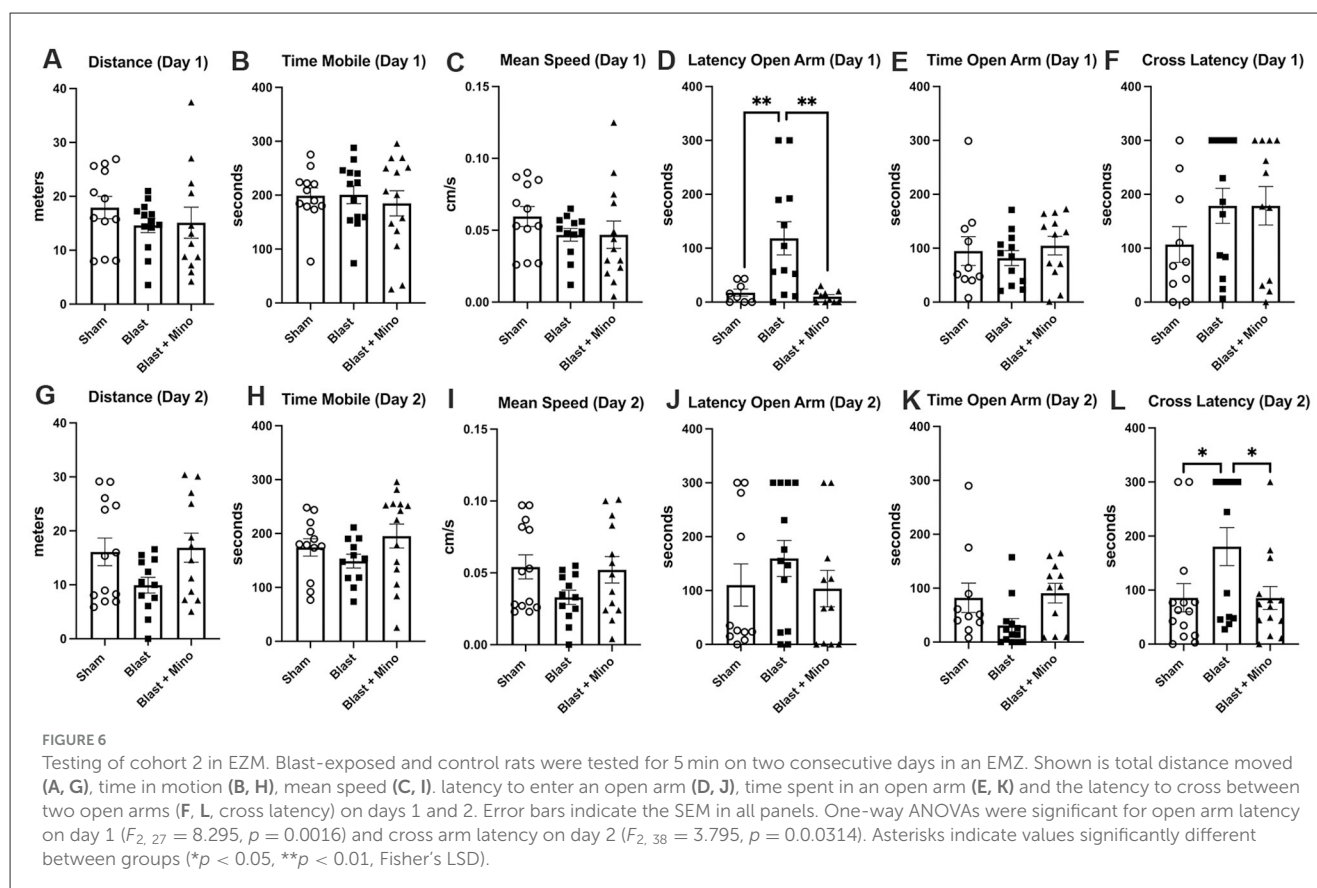 A Distance (Day 1)
meters
40
30
20
10
0
Sham
Blast
Blast + Mino
B Time Mobile (Day 1)
seconds
400
300
200
100
0
Sham
Blast
Blast + Mino
C Mean Speed (Day 1)
cm/s
0.15
0.10
0.05
0.00
Sham
Blast
Blast + Mino
D Latency Open Arm (Day 1)
seconds
400
300
200
100
0
** **
Sham
Blast
Blast + Mino
E Time Open Arm (Day 1)
seconds
400
300
200
100
0
Sham
Blast
Blast + Mino
F Cross Latency (Day 1)
seconds
400
300
200
100
0
Sham
Blast
Blast + Mino
G Distance (Day 2)
meters
40
30
20
10
0
Sham
Blast
Blast + Mino
H Time Mobile (Day 2)
seconds
400
300
200
100
0
Sham
Blast
Blast + Mino
I Mean Speed (Day 2)
cm/s
0.15
0.10
0.05
0.00
Sham
Blast
Blast + Mino
J Latency Open Arm (Day 2)
seconds
400
300
200
100
0
Sham
Blast
Blast + Mino
K Time Open Arm (Day 2)
seconds
400
300
200
100
0
Sham
Blast
Blast + Mino
L Cross Latency (Day 2)
seconds
400
300
200
100
0
* *
Sham
Blast
Blast + Mino
FIGURE 6
Testing of cohort 2 in EZM. Blast-exposed and control rats were tested for 5 min on two consecutive days in an EMZ. Shown is total distance moved
(A, G), time in motion (B, H), mean speed (C, I). latency to enter an open arm (D, J), time spent in an open arm (E, K) and the latency to cross between
two open arms (F, L, cross latency) on days 1 and 2. Error bars indicate the SEM in all panels. One-way ANOVAs were significant for open arm latency
on day 1 (F2, 27 = 8.295, p = 0.0016) and cross arm latency on day 2 (F2, 38 = 3.795, p = 0.0.0314). Asterisks indicate values significantly different
between groups (*p < 0.05, **p < 0.01, Fisher's LSD).